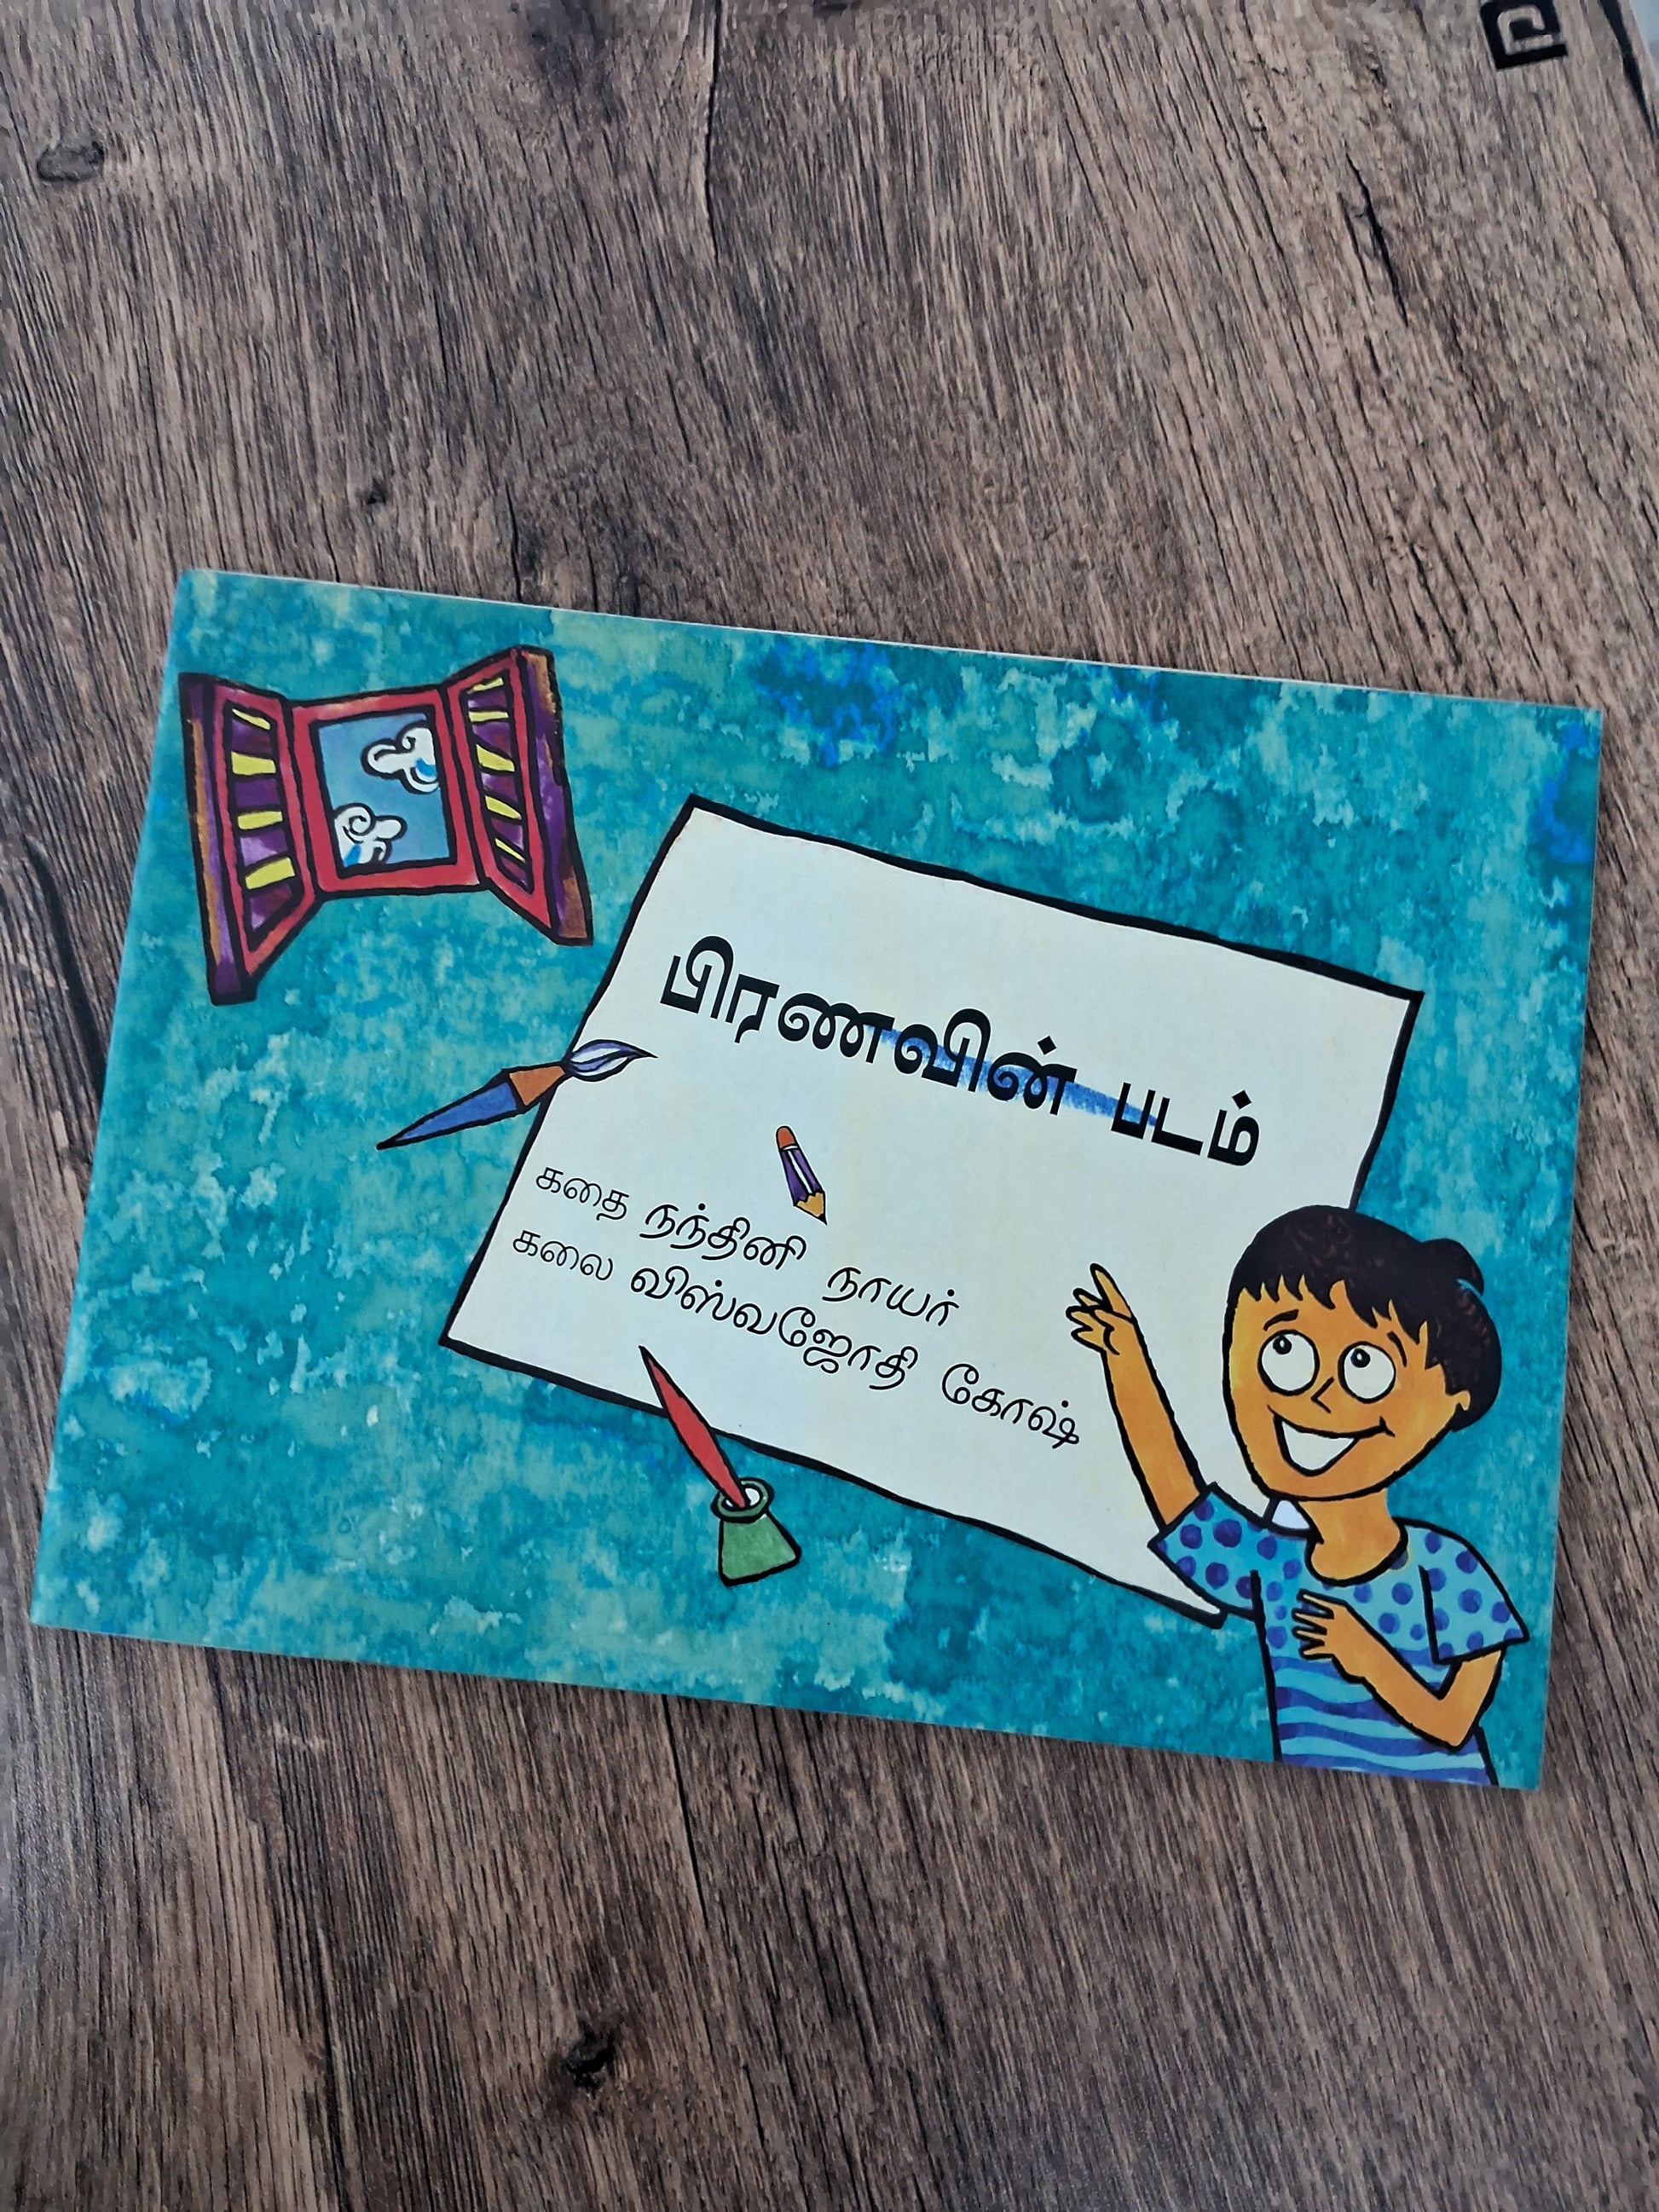 பிரணவின் படம்
கதை நந்தினி நாயர்
கலை விஸ்வஜோதி கோஷ்